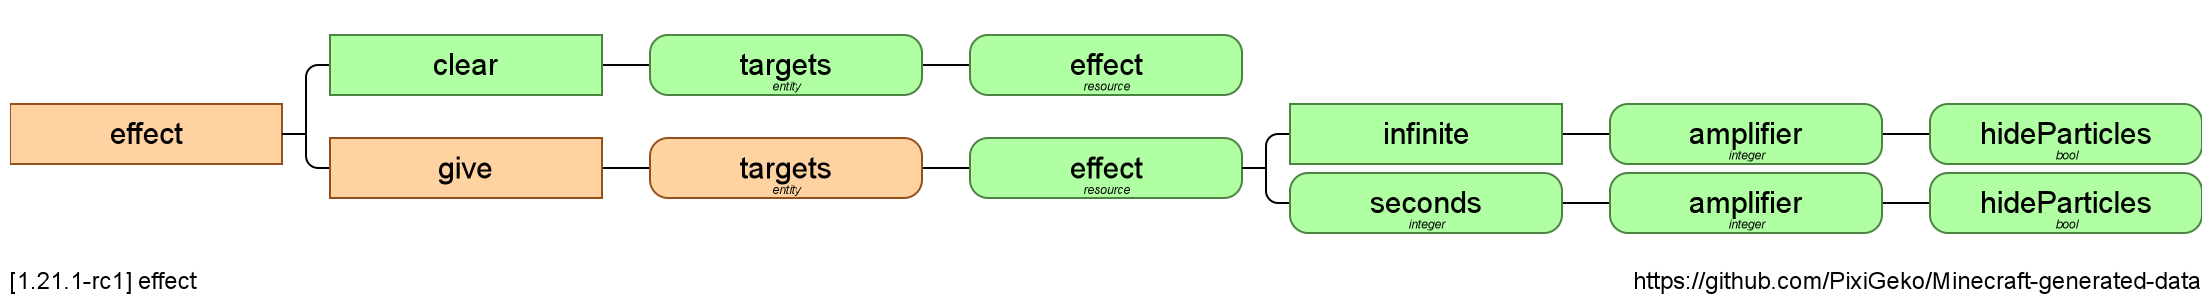 effect
clear
targets
entity
effect
resource
give
targets
entity
effect
resource
infinite
amplifier
integer
hideParticles
bool
seconds
integer
amplifier
integer
hideParticles
bool
[1.21.1-rc1] effect
https://github.com/PixiGeko/Minecraft-generated-data